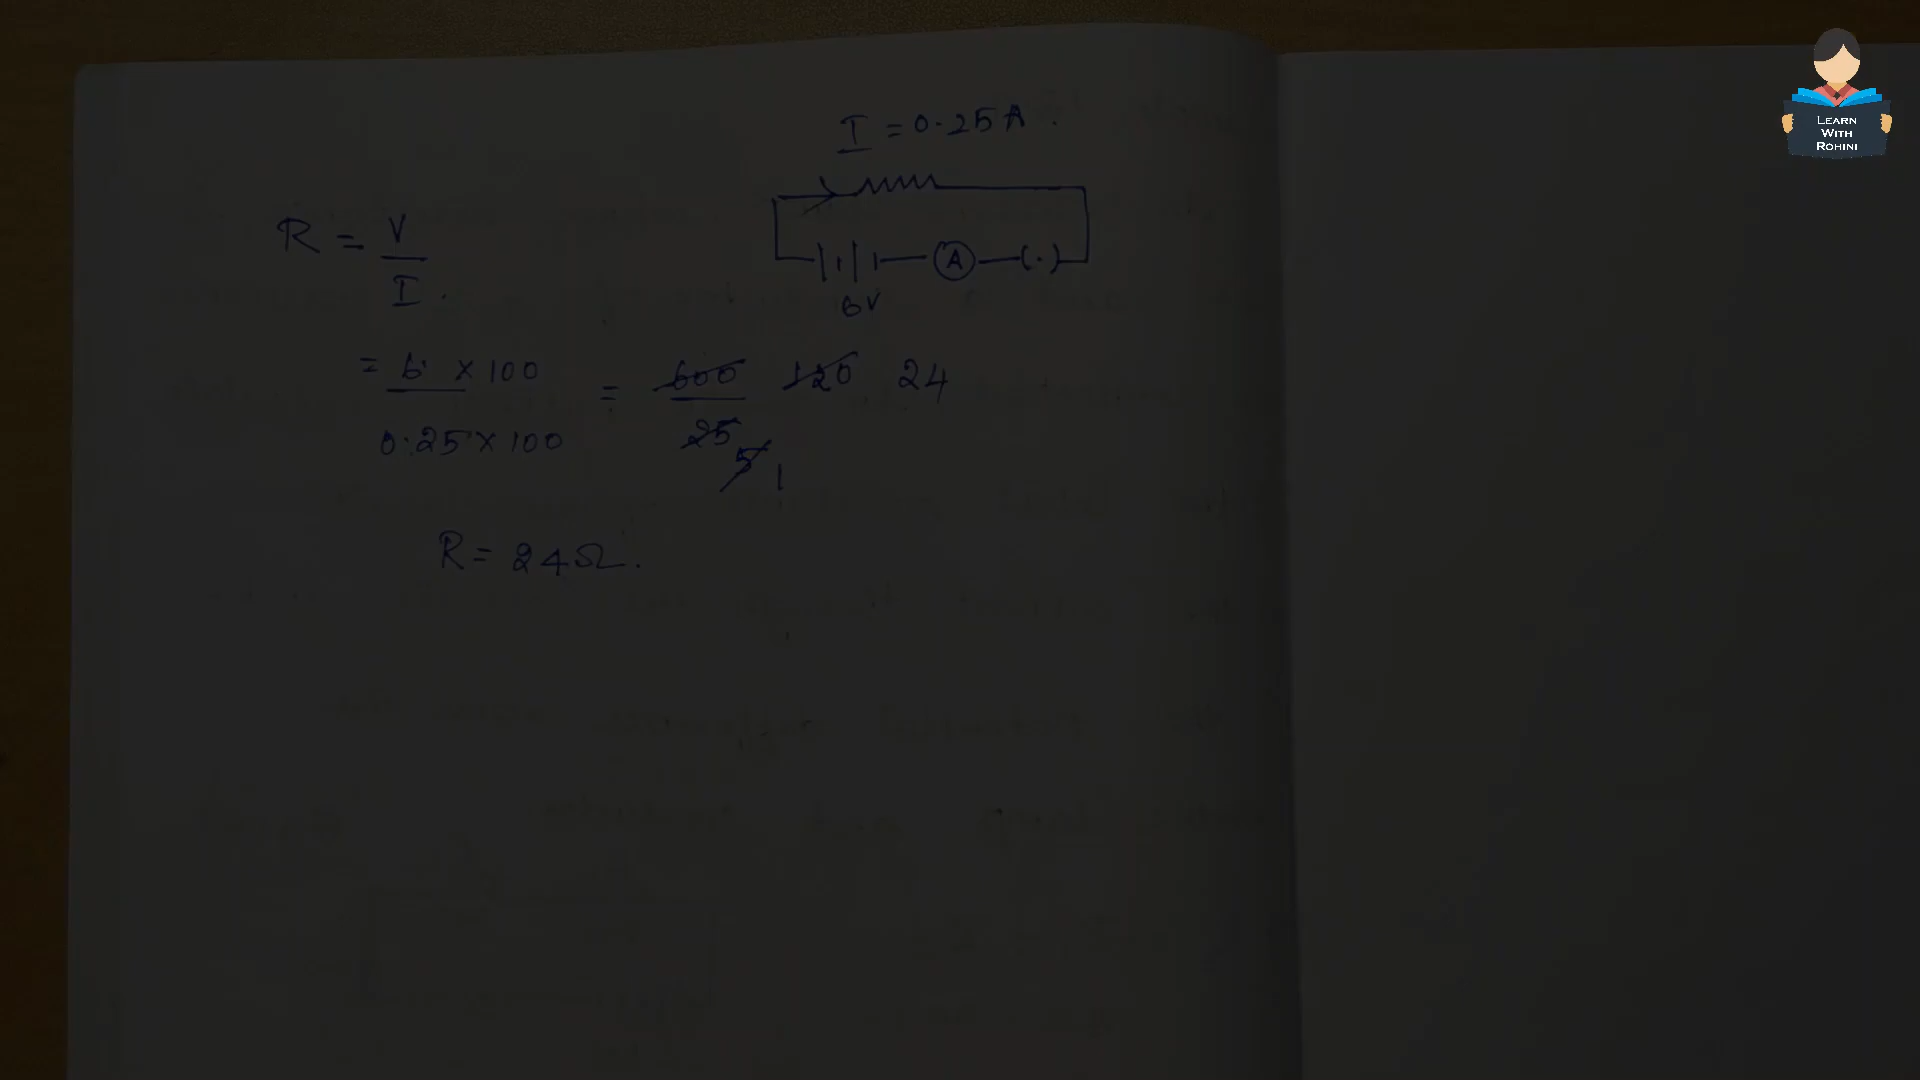 I = 0.25A.
R = V
I.
A (.)
6V
= 6 × 100 = 600 120 24
0.25 × 100 25
5 1
R = 24Ω.
LEARN
WITH
ROHINI